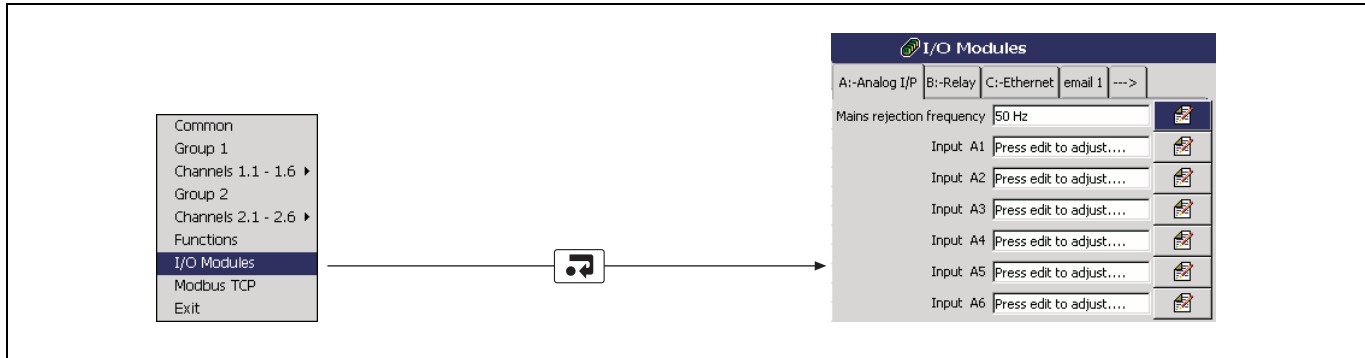 Common
Group 1
Channels 1.1 - 1.6
Group 2
Channels 2.1 - 2.6
Functions
I/O Modules
Modbus TCP
Exit
I/O Modules
A:-Analog I/P B:-Relay C:-Ethernet email 1 --->
Mains rejection frequency 50 Hz
Input A1 Press edit to adjust....
Input A2 Press edit to adjust....
Input A3 Press edit to adjust....
Input A4 Press edit to adjust....
Input A5 Press edit to adjust....
Input A6 Press edit to adjust....